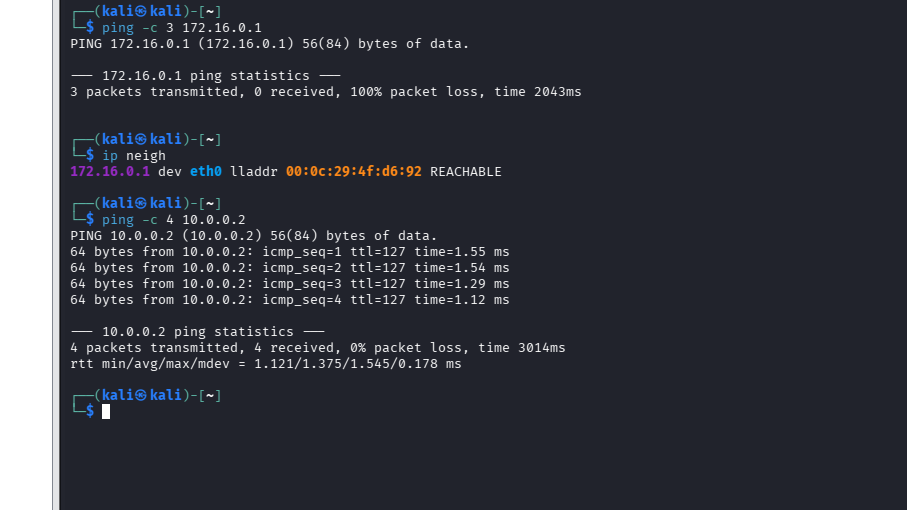 ┌──(kali㉿kali)-[~]
└─$ ping -c 3 172.16.0.1
PING 172.16.0.1 (172.16.0.1) 56(84) bytes of data.
--- 172.16.0.1 ping statistics ---
3 packets transmitted, 0 received, 100% packet loss, time 2043ms
┌──(kali㉿kali)-[~]
└─$ ip neigh
172.16.0.1 dev eth0 lladdr 00:0c:29:4f:d6:92 REACHABLE
┌──(kali㉿kali)-[~]
└─$ ping -c 4 10.0.0.2
PING 10.0.0.2 (10.0.0.2) 56(84) bytes of data.
64 bytes from 10.0.0.2: icmp_seq=1 ttl=127 time=1.55 ms
64 bytes from 10.0.0.2: icmp_seq=2 ttl=127 time=1.54 ms
64 bytes from 10.0.0.2: icmp_seq=3 ttl=127 time=1.29 ms
64 bytes from 10.0.0.2: icmp_seq=4 ttl=127 time=1.12 ms
--- 10.0.0.2 ping statistics ---
4 packets transmitted, 4 received, 0% packet loss, time 3014ms
rtt min/avg/max/mdev = 1.121/1.375/1.545/0.178 ms
┌──(kali㉿kali)-[~]
└─$